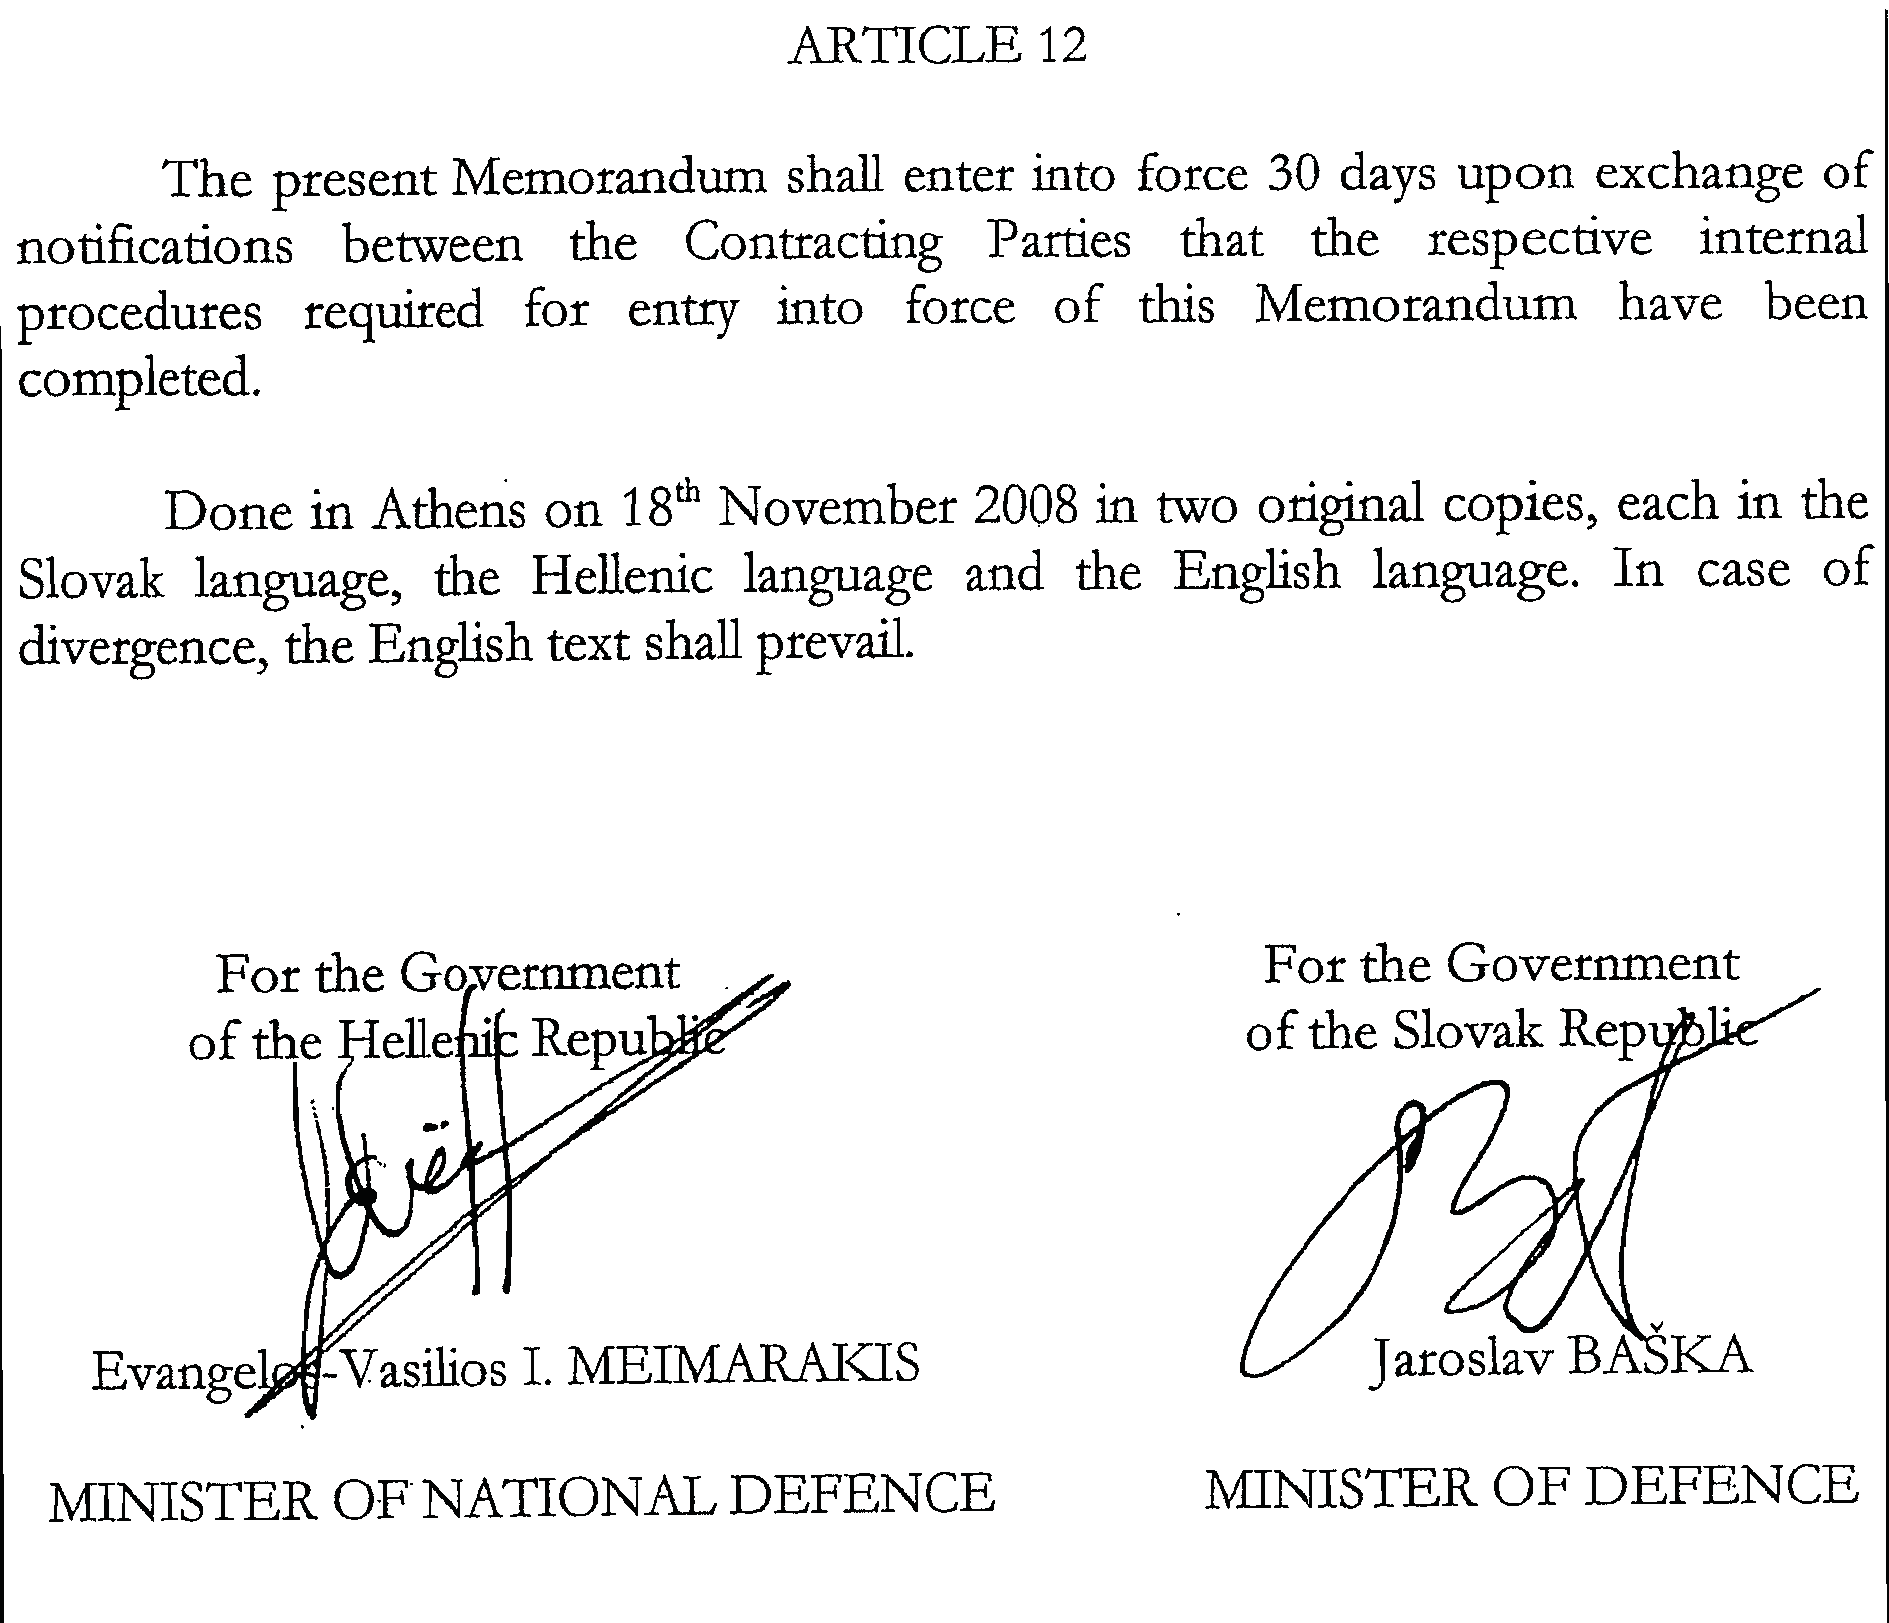 ARTICLE 12
The present Memorandum shall enter into force 30 days upon exchange of
notifications between the Contracting Parties that the respective internal
procedures required for entry into force of this Memorandum have been
completed.
Done in Athens on 18th November 2008 in two original copies, each in the
Slovak language, the Hellenic language and the English language. In case of
divergence, the English text shall prevail.
For the Government
of the Hellenic Republic
Evangelos-Vasilios I. MEIMARAKIS
MINISTER OF NATIONAL DEFENCE
For the Government
of the Slovak Republic
Jaroslav BAŠKA
MINISTER OF DEFENCE